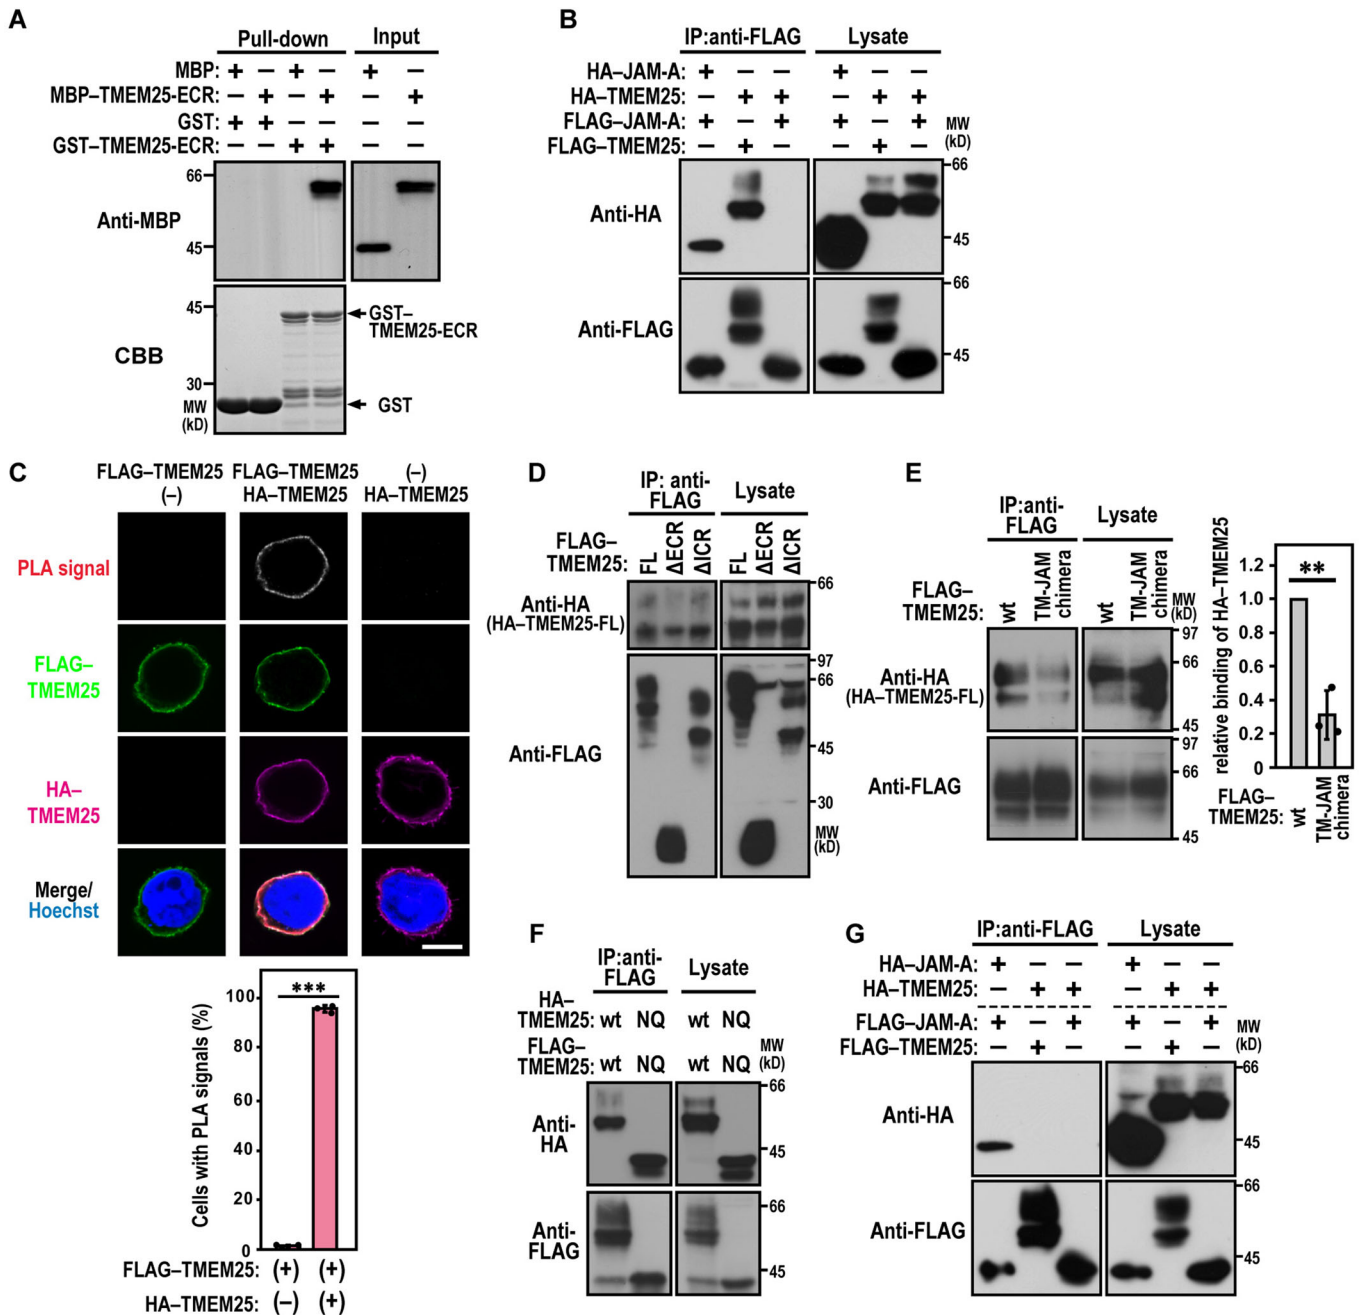 A
Pull-down Input
MBP: + – + – + –
MBP–TMEM25-ECR: – + – + – +
GST: + + – – – –
GST–TMEM25-ECR: – – + + – –
66
Anti-MBP
45
45
GST–
TMEM25-ECR
CBB
30
MW
(kD)
GST
B
IP:anti-FLAG Lysate
HA–JAM-A: + – – + – –
HA–TMEM25: – + + – + +
FLAG–JAM-A: + – + + – +
FLAG–TMEM25: – + – – + –
MW
(kD)
66
Anti-HA
45
66
Anti-FLAG
45
C
FLAG–TMEM25 FLAG–TMEM25 (–)
(–) HA–TMEM25 HA–TMEM25
PLA signal
FLAG–
TMEM25
HA–
TMEM25
Merge/
Hoechst
***
Cells with PLA signals (%)
100
80
60
40
20
0
FLAG–TMEM25: (+) (+)
HA–TMEM25: (–) (+)
D
IP: anti-
FLAG Lysate
FLAG–
TMEM25:
FL ΔECR ΔICR FL ΔECR ΔICR
66
Anti-HA
(HA–TMEM25-FL)
97
66
Anti-FLAG
45
30
MW
(kD)
E
IP:anti-
FLAG Lysate
FLAG–
TMEM25:
wt TM-JAM chimera wt TM-JAM chimera
MW
(kD)
97
66
Anti-HA
(HA–TMEM25-FL)
45
97
66
Anti-FLAG
45
relative binding of HA–TMEM25
**
1.2
1.0
0.8
0.6
0.4
0.2
0
FLAG–
TMEM25:
wt TM-JAM chimera
F
IP:anti-
FLAG Lysate
HA–
TMEM25: wt NQ wt NQ
FLAG–
TMEM25: wt NQ wt NQ
MW
(kD)
66
Anti-
HA
45
66
Anti-
FLAG
45
G
IP:anti-FLAG Lysate
HA–JAM-A: + – – + – –
HA–TMEM25: – + + – + +
FLAG–JAM-A: + – + + – +
FLAG–TMEM25: – + – – + –
MW
(kD)
66
Anti-HA
45
66
Anti-FLAG
45